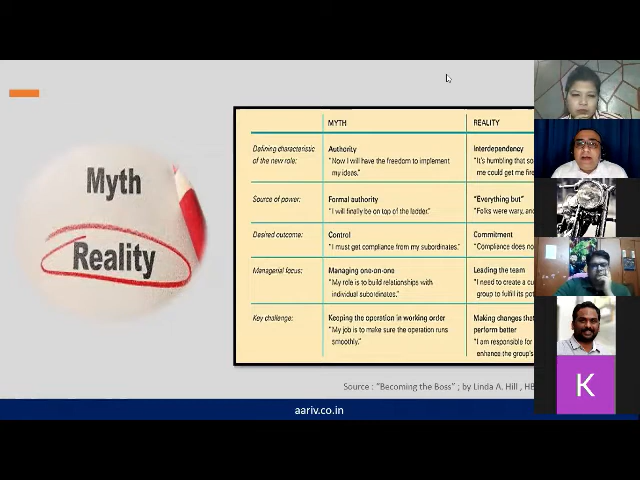 Myth
Reality
MYTH REALITY
Defining characteristic of the new role:
Authority
"Now I will have the freedom to implement
my ideas."
Interdependency
"It's humbling that so
me could get me fire
Source of power:
Formal authority
"I will finally be on top of the ladder."
"Everything but"
"Folks were wary, and
Desired outcome:
Control
"I must get compliance from my subordinates."
Commitment
"Compliance does no
Managerial focus:
Managing one-on-one
"My role is to build relationships with
individual subordinates."
Leading the team
"I need to create a cu
group to fulfill its po
Key challenge:
Keeping the operation in working order
"My job is to make sure the operation runs
smoothly."
Making changes that
perform better
"I am responsible for
enhance the group's
Source : "Becoming the Boss" ; by Linda A. Hill , HB
aariv.co.in
K